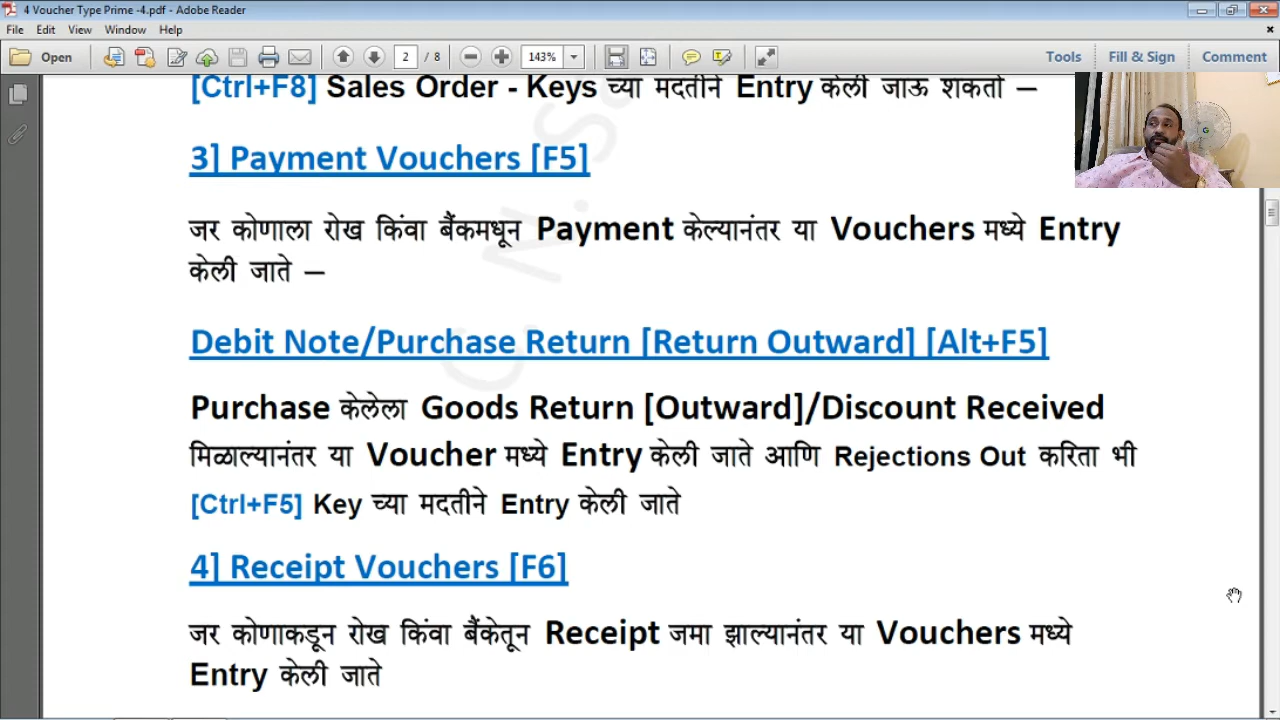 4 Voucher Type Prime -4.pdf - Adobe Reader
File Edit View Window Help
Open 2 / 8 143% Tools Fill & Sign Comment
[Ctrl+F8] Sales Order - Keys च्या मदतीने Entry केली जाऊ शकतो –
3] Payment Vouchers [F5]
जर कोणाला रोख किंवा बैंकमधून Payment केल्यानंतर या Vouchers मध्ये Entry
केली जाते –
Debit Note/Purchase Return [Return Outward] [Alt+F5]
Purchase केलेला Goods Return [Outward]/Discount Received
मिळाल्यानंतर या Voucher मध्ये Entry केली जाते आणि Rejections Out करिता भी
[Ctrl+F5] Key च्या मदतीने Entry केली जाते
4] Receipt Vouchers [F6]
जर कोणाकडून रोख किंवा बैंकेतून Receipt जमा झाल्यानंतर या Vouchers मध्ये
Entry केली जाते